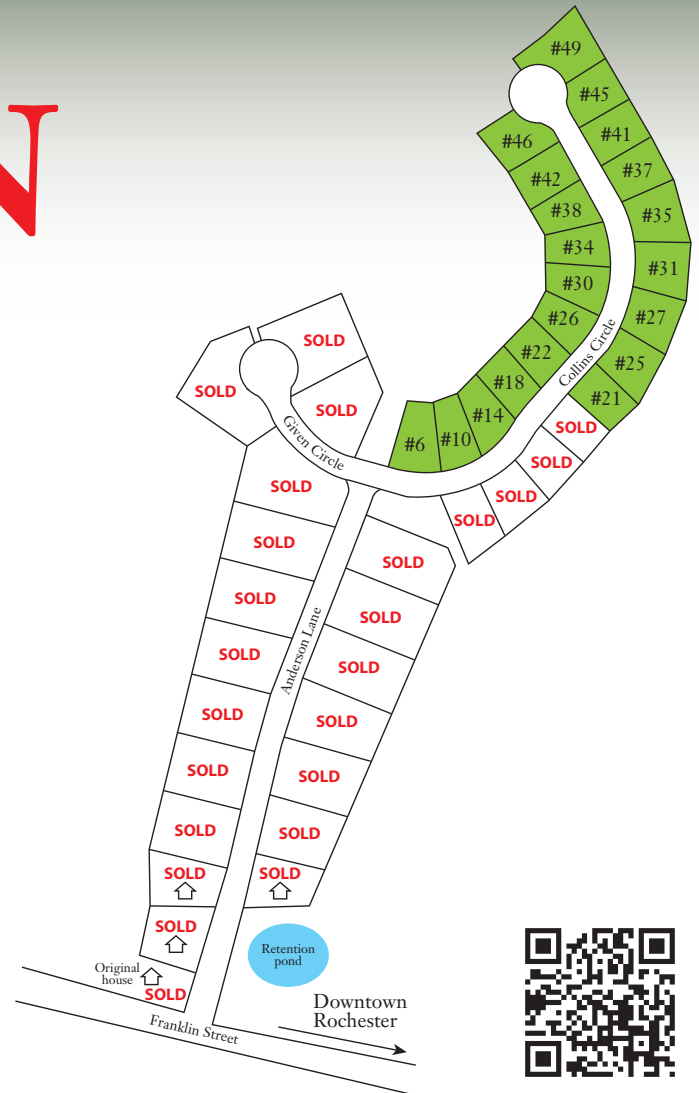 N
#49
#45
#46
#41
#42
#37
#38
#35
#34
#31
#30
#26
#27
#22
#25
#18
#21
#14
#10
#6
Collins Circle
SOLD
SOLD
SOLD
SOLD
SOLD
SOLD
SOLD
Given Circle
SOLD
SOLD
SOLD
SOLD
SOLD
SOLD
SOLD
SOLD
SOLD
Anderson Lane
SOLD
SOLD
SOLD
SOLD
SOLD
SOLD
SOLD
SOLD
Original
house
SOLD
Retention
pond
Franklin Street
Downtown
Rochester